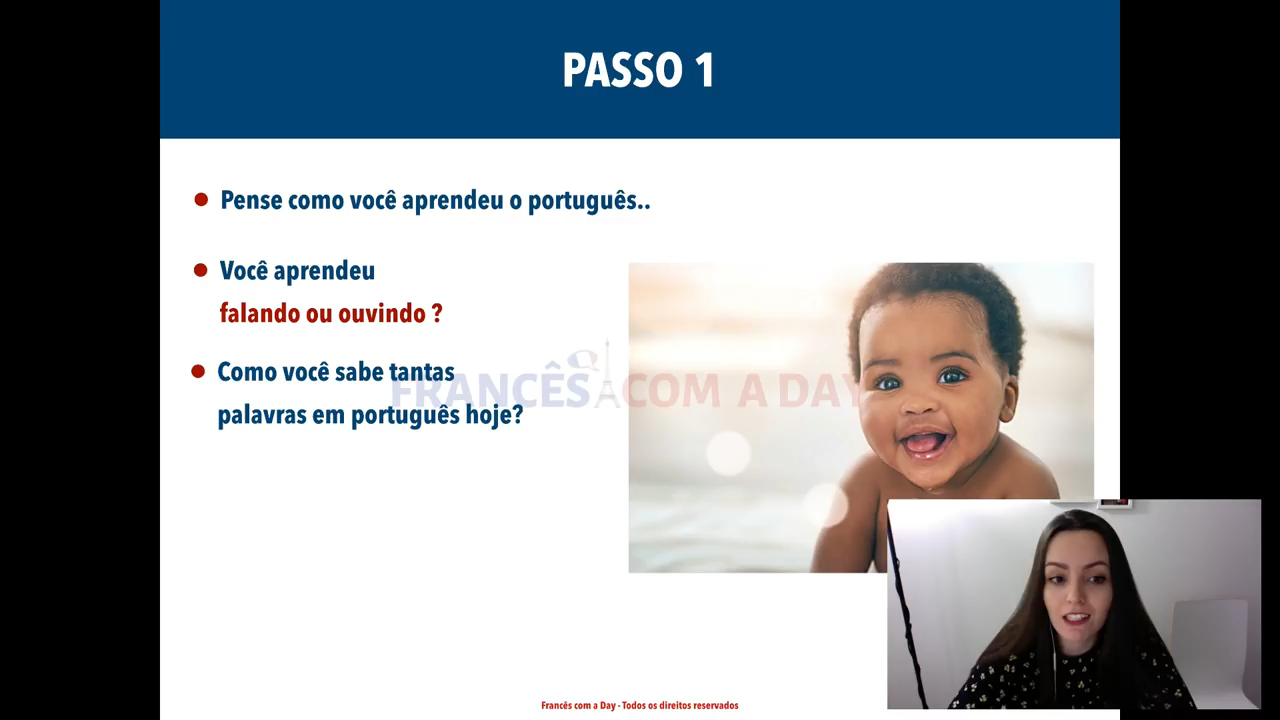 PASSO 1
Pense como você aprendeu o português..
Você aprendeu
falando ou ouvindo ?
Como você sabe tantas
palavras em português hoje?
FRANCÊS COM A DAY
Francês com a Day - Todos os direitos reservados